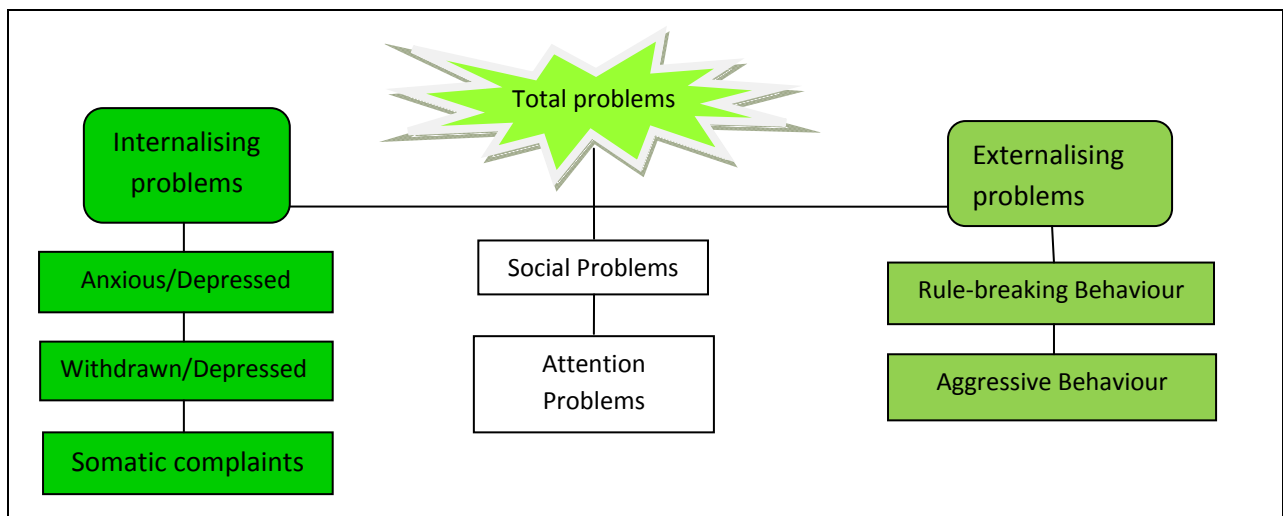 Total problems
Internalising
problems
Anxious/Depressed
Withdrawn/Depressed
Somatic complaints
Social Problems
Attention
Problems
Externalising
problems
Rule-breaking Behaviour
Aggressive Behaviour